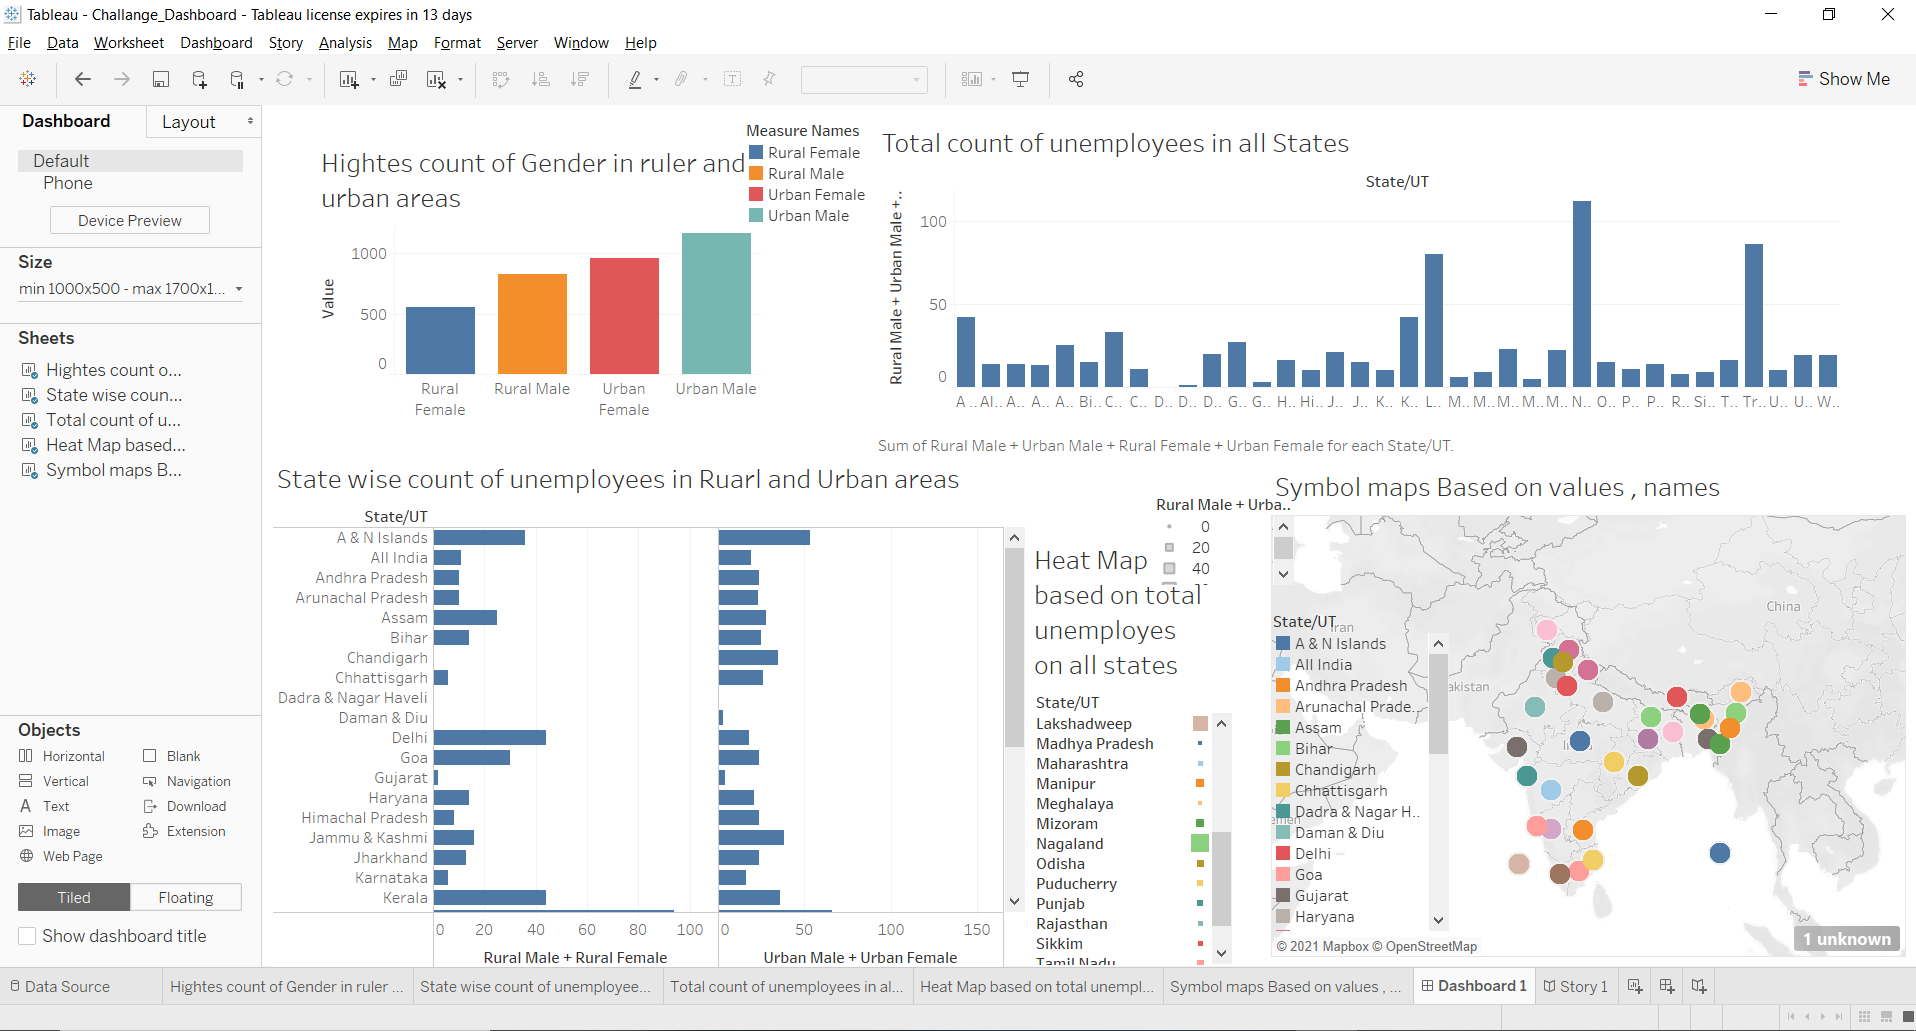 Tableau - Challange_Dashboard - Tableau license expires in 13 days
File Data Worksheet Dashboard Story Analysis Map Format Server Window Help
Show Me
Dashboard Layout
Default
Phone
Device Preview
Size
min 1000x500 - max 1700x1...
Sheets
Hightes count o...
State wise coun...
Total count of u...
Heat Map based...
Symbol maps B...
Objects
Horizontal Blank
Vertical Navigation
Text Download
Image Extension
Web Page
Tiled Floating
Show dashboard title
Hightes count of Gender in ruler and
urban areas
Measure Names
Rural Female
Rural Male
Urban Female
Urban Male
Value
1000
500
0
Rural Female
Rural Male
Urban Female
Urban Male
Total count of unemployees in all States
State/UT
Rural Male + Urban Male +..
100
50
0
A .. Al.. A.. A.. A.. Bi.. C.. C.. D.. D.. D.. G.. G.. H.. Hi.. J.. J.. K.. K.. L.. M.. M.. M.. M.. M.. N.. O.. P.. P.. R.. Si.. T.. Tr.. U.. U.. W..
Sum of Rural Male + Urban Male + Rural Female + Urban Female for each State/UT.
State wise count of unemployees in Ruarl and Urban areas
State/UT
A & N Islands
All India
Andhra Pradesh
Arunachal Pradesh
Assam
Bihar
Chandigarh
Chhattisgarh
Dadra & Nagar Haveli
Daman & Diu
Delhi
Goa
Gujarat
Haryana
Himachal Pradesh
Jammu & Kashmi
Jharkhand
Karnataka
Kerala
0 20 40 60 80 100 0 50 100 150
Rural Male + Rural Female Urban Male + Urban Female
Rural Male + Urba..
0
20
40
Heat Map
based on total
unemployes
on all states
State/UT
Lakshadweep
Madhya Pradesh
Maharashtra
Manipur
Meghalaya
Mizoram
Nagaland
Odisha
Puducherry
Punjab
Rajasthan
Sikkim
Tamil Nadu
Symbol maps Based on values , names
State/UT
A & N Islands
All India
Andhra Pradesh
Arunachal Prade..
Assam
Bihar
Chandigarh
Chhattisgarh
Dadra & Nagar H..
Daman & Diu
Delhi
Goa
Gujarat
Haryana
China
Iran
akistan
In
emen
© 2021 Mapbox © OpenStreetMap
1 unknown
Data Source Hightes count of Gender in ruler ... State wise count of unemployee... Total count of unemployees in al... Heat Map based on total unempl... Symbol maps Based on values , ... Dashboard 1 Story 1